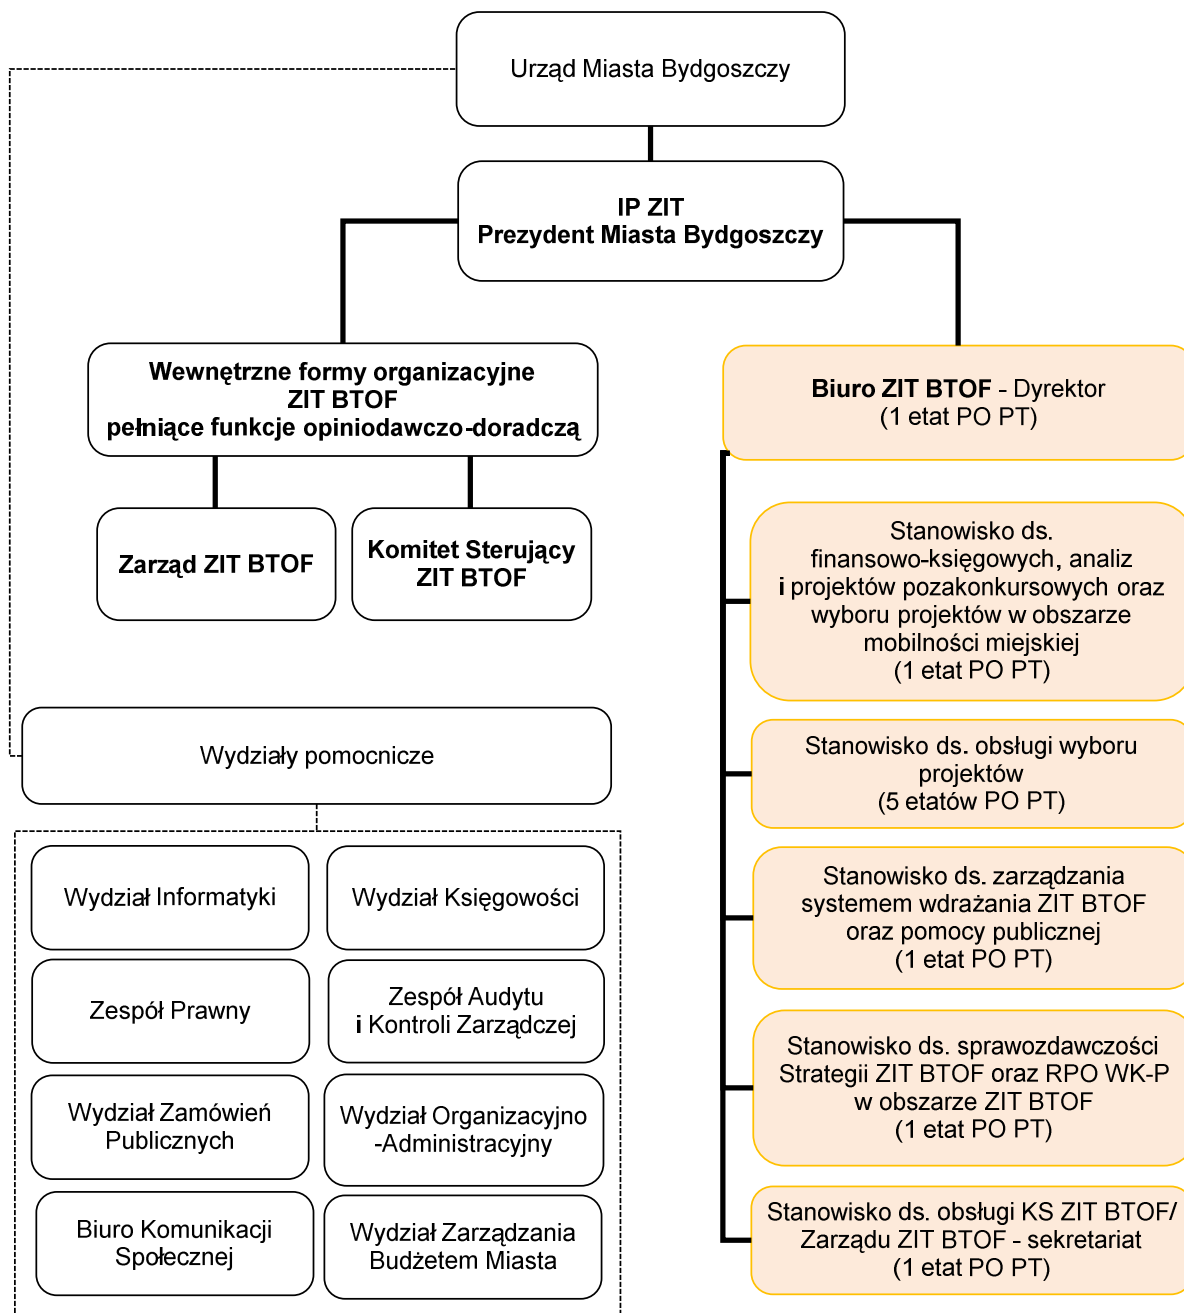 Urząd Miasta Bydgoszczy
IP ZIT
Prezydent Miasta Bydgoszczy
Wewnętrzne formy organizacyjne
ZIT BTOF
pełniące funkcje opiniodawczo-doradczą
Zarząd ZIT BTOF
Komitet Sterujący
ZIT BTOF
Biuro ZIT BTOF - Dyrektor
(1 etat PO PT)
Stanowisko ds.
finansowo-księgowych, analiz
i projektów pozakonkursowych oraz
wyboru projektów w obszarze
mobilności miejskiej
(1 etat PO PT)
Stanowisko ds. obsługi wyboru
projektów
(5 etatów PO PT)
Stanowisko ds. zarządzania
systemem wdrażania ZIT BTOF
oraz pomocy publicznej
(1 etat PO PT)
Stanowisko ds. sprawozdawczości
Strategii ZIT BTOF oraz RPO WK-P
w obszarze ZIT BTOF
(1 etat PO PT)
Stanowisko ds. obsługi KS ZIT BTOF/
Zarządu ZIT BTOF - sekretariat
(1 etat PO PT)
Wydziały pomocnicze
Wydział Informatyki
Wydział Księgowości
Zespół Prawny
Zespół Audytu
i Kontroli Zarządczej
Wydział Zamówień
Publicznych
Wydział Organizacyjno
-Administracyjny
Biuro Komunikacji
Społecznej
Wydział Zarządzania
Budżetem Miasta